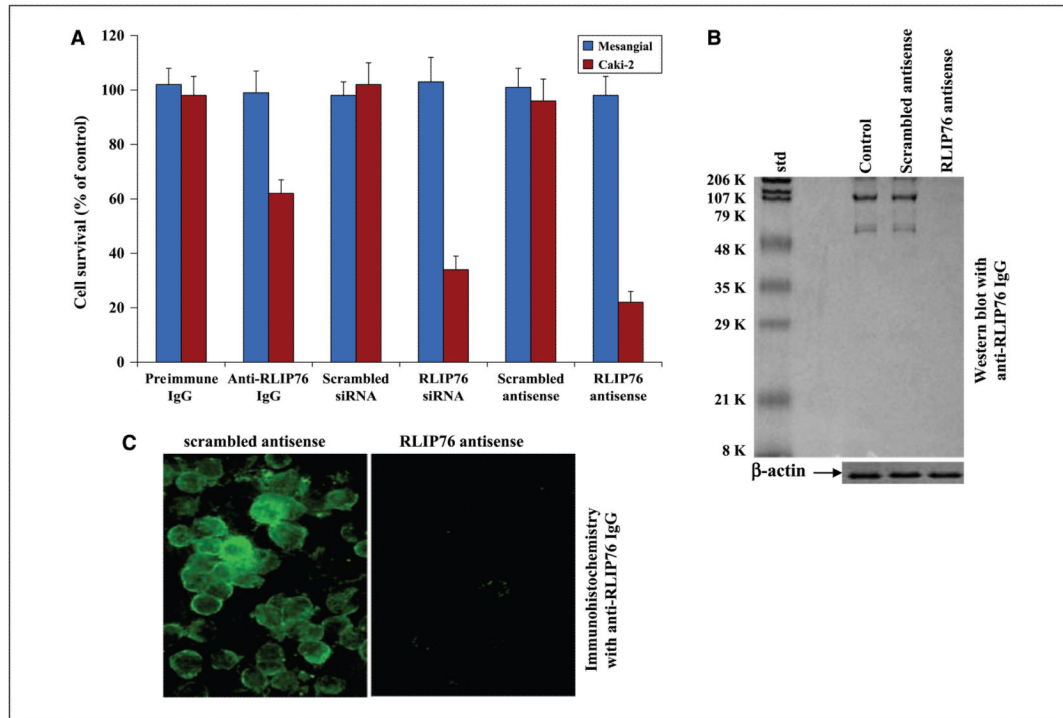 A
120
100
80
60
40
20
0
Cell survival (% of control)
Mesangial
Caki-2
Preimmune IgG
Anti-RLIP76 IgG
Scrambled siRNA
RLIP76 siRNA
Scrambled antisense
RLIP76 antisense
B
std
Control
Scrambled antisense
RLIP76 antisense
206 K
107 K
79 K
48 K
35 K
29 K
21 K
8 K
β-actin
Western blot with
anti-RLIP76 IgG
C
scrambled antisense
RLIP76 antisense
Immunohistochemistry
with anti-RLIP76 IgG